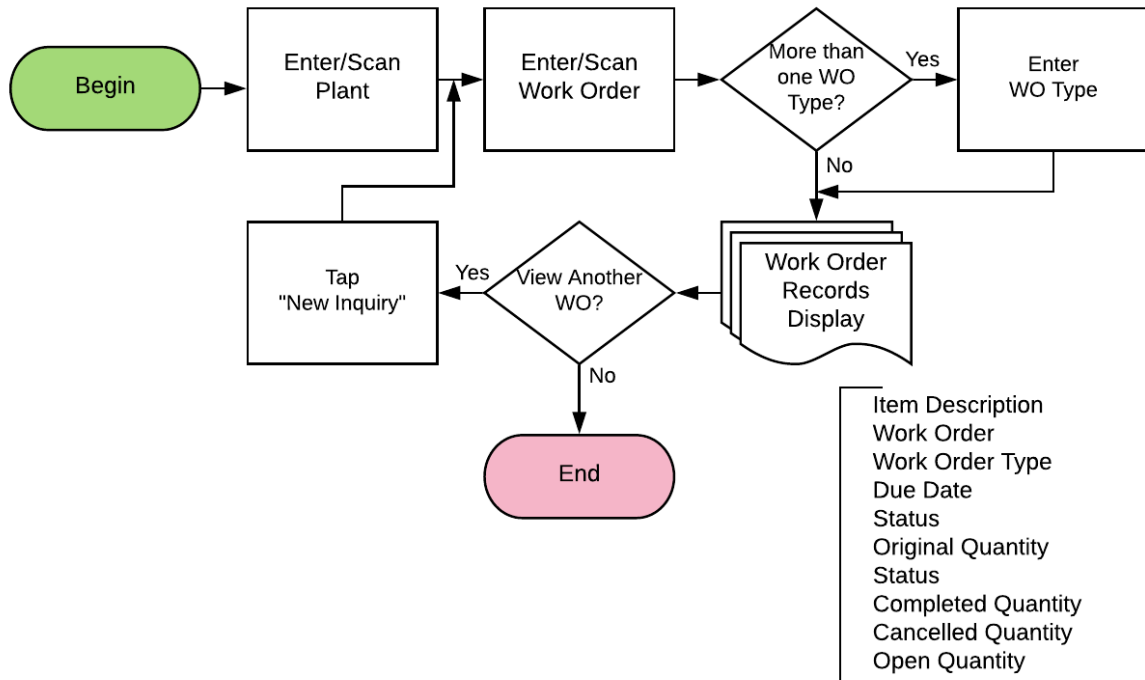 Begin
Enter/Scan
Plant
Enter/Scan
Work Order
More than
one WO
Type?
Yes
Enter
WO Type
No
Work Order
Records
Display
View Another
WO?
Yes
Tap
"New Inquiry"
No
End
Item Description
Work Order
Work Order Type
Due Date
Status
Original Quantity
Status
Completed Quantity
Cancelled Quantity
Open Quantity